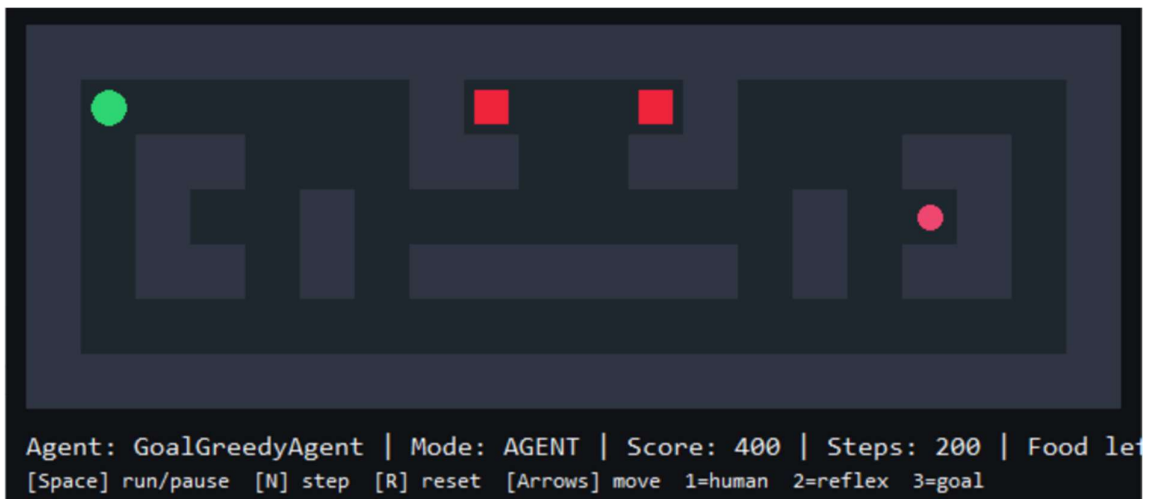 Agent: GoalGreedyAgent | Mode: AGENT | Score: 400 | Steps: 200 | Food
[Space] run/pause [N] step [R] reset [Arrows] move 1=human 2=reflex 3=goal